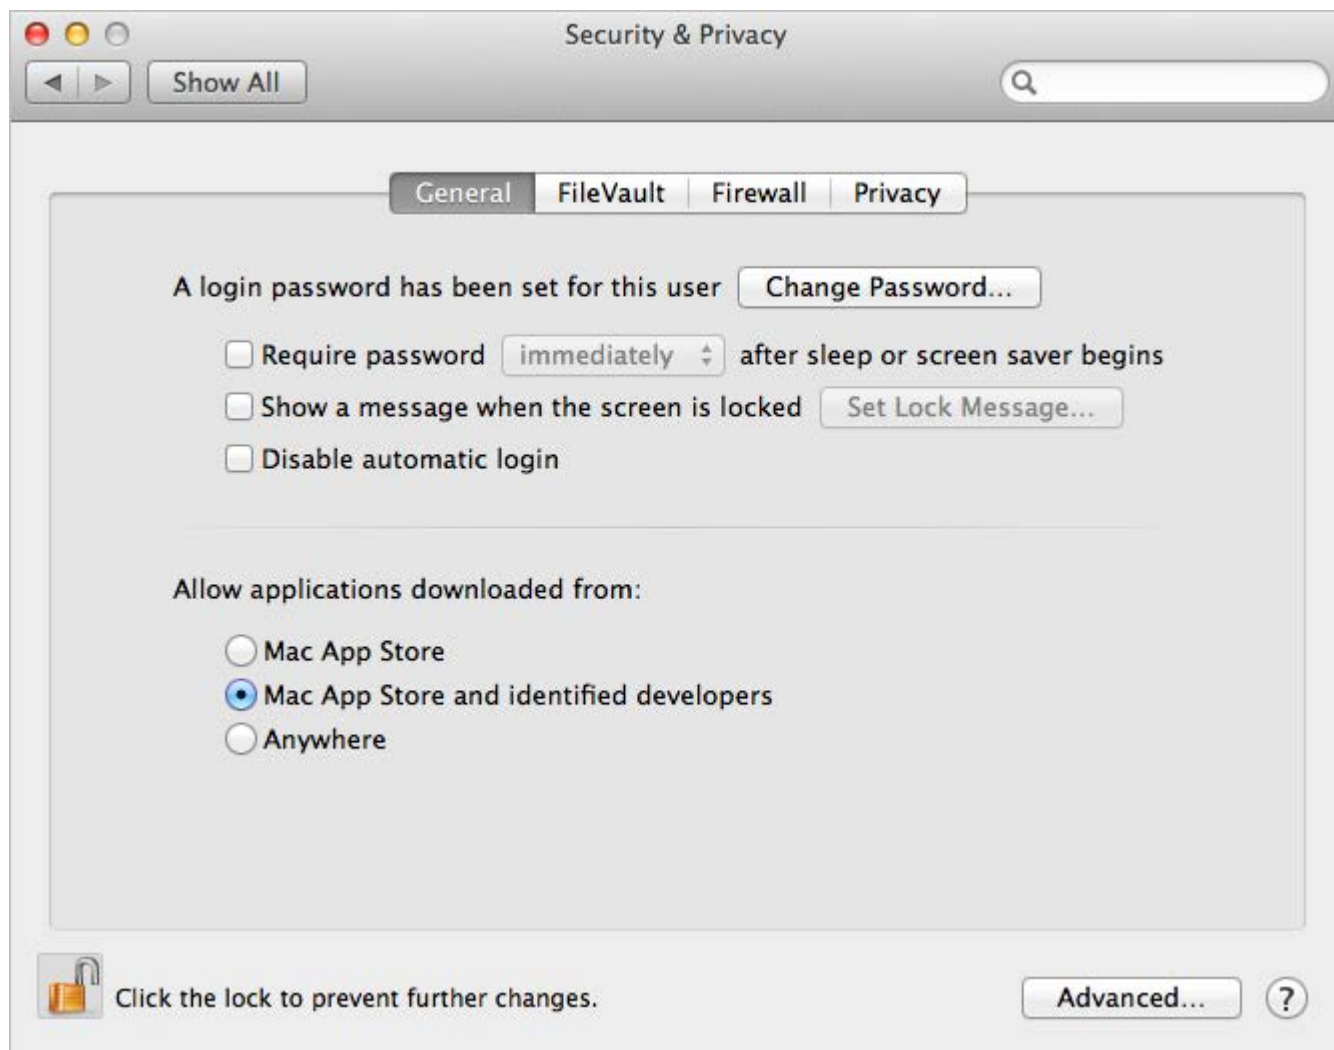 Security & Privacy
Show All
General FileVault Firewall Privacy
A login password has been set for this user Change Password...
Require password immediately after sleep or screen saver begins
Show a message when the screen is locked Set Lock Message...
Disable automatic login
Allow applications downloaded from:
Mac App Store
Mac App Store and identified developers
Anywhere
Click the lock to prevent further changes. Advanced... ?